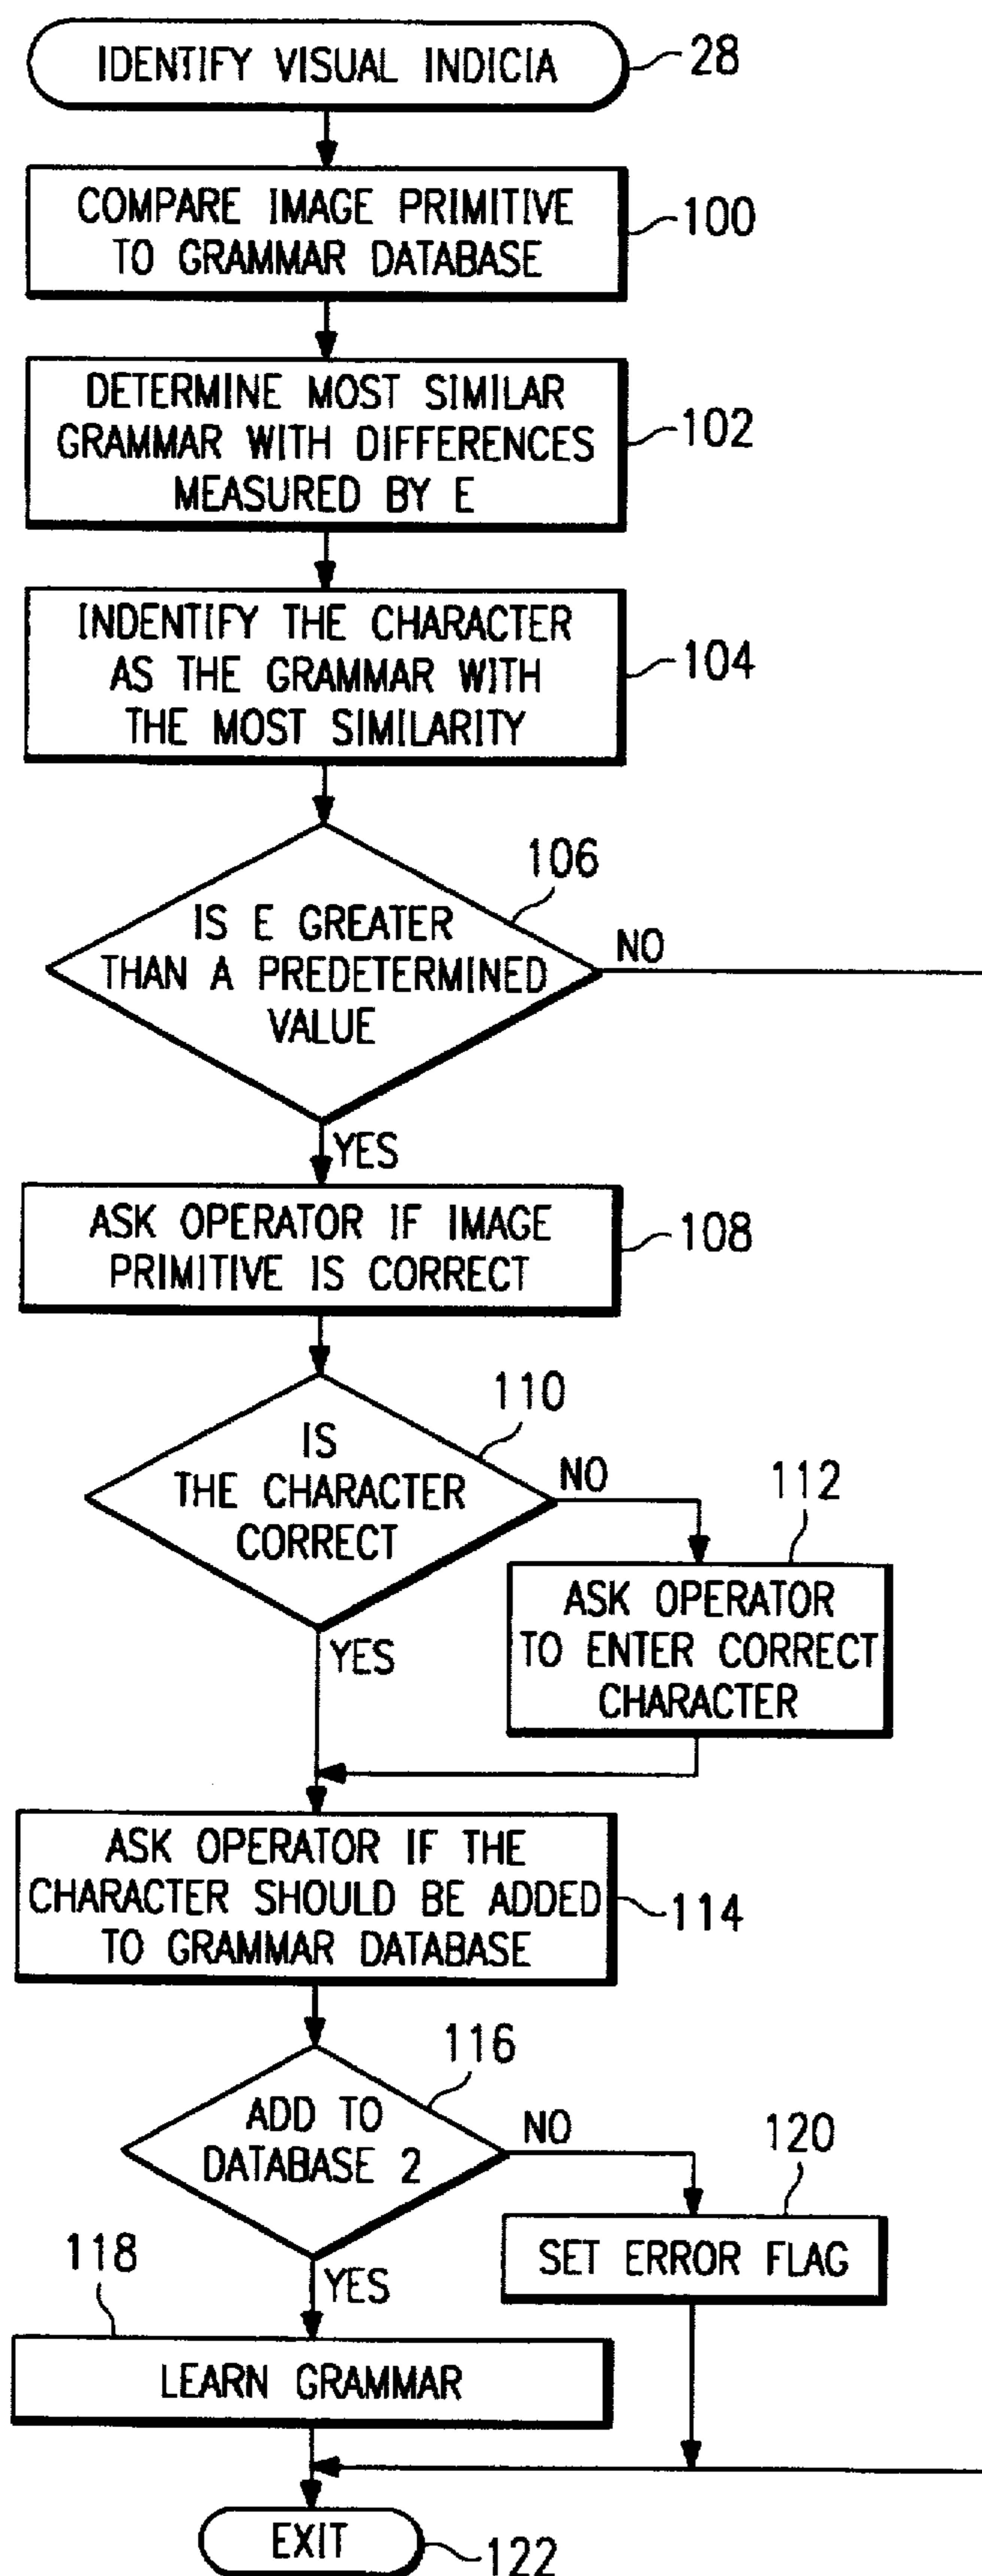 IDENTIFY VISUAL INDICIA
28
COMPARE IMAGE PRIMITIVE
TO GRAMMAR DATABASE
100
DETERMINE MOST SIMILAR
GRAMMAR WITH DIFFERENCES
MEASURED BY E
102
INDENTIFY THE CHARACTER
AS THE GRAMMAR WITH
THE MOST SIMILARITY
104
106
IS E GREATER
THAN A PREDETERMINED
VALUE
NO
YES
ASK OPERATOR IF IMAGE
PRIMITIVE IS CORRECT
108
110
IS
THE CHARACTER
CORRECT
NO
YES
112
ASK OPERATOR
TO ENTER CORRECT
CHARACTER
ASK OPERATOR IF THE
CHARACTER SHOULD BE ADDED
TO GRAMMAR DATABASE
114
116
ADD TO
DATABASE 2
NO
YES
120
SET ERROR FLAG
118
LEARN GRAMMAR
EXIT
122